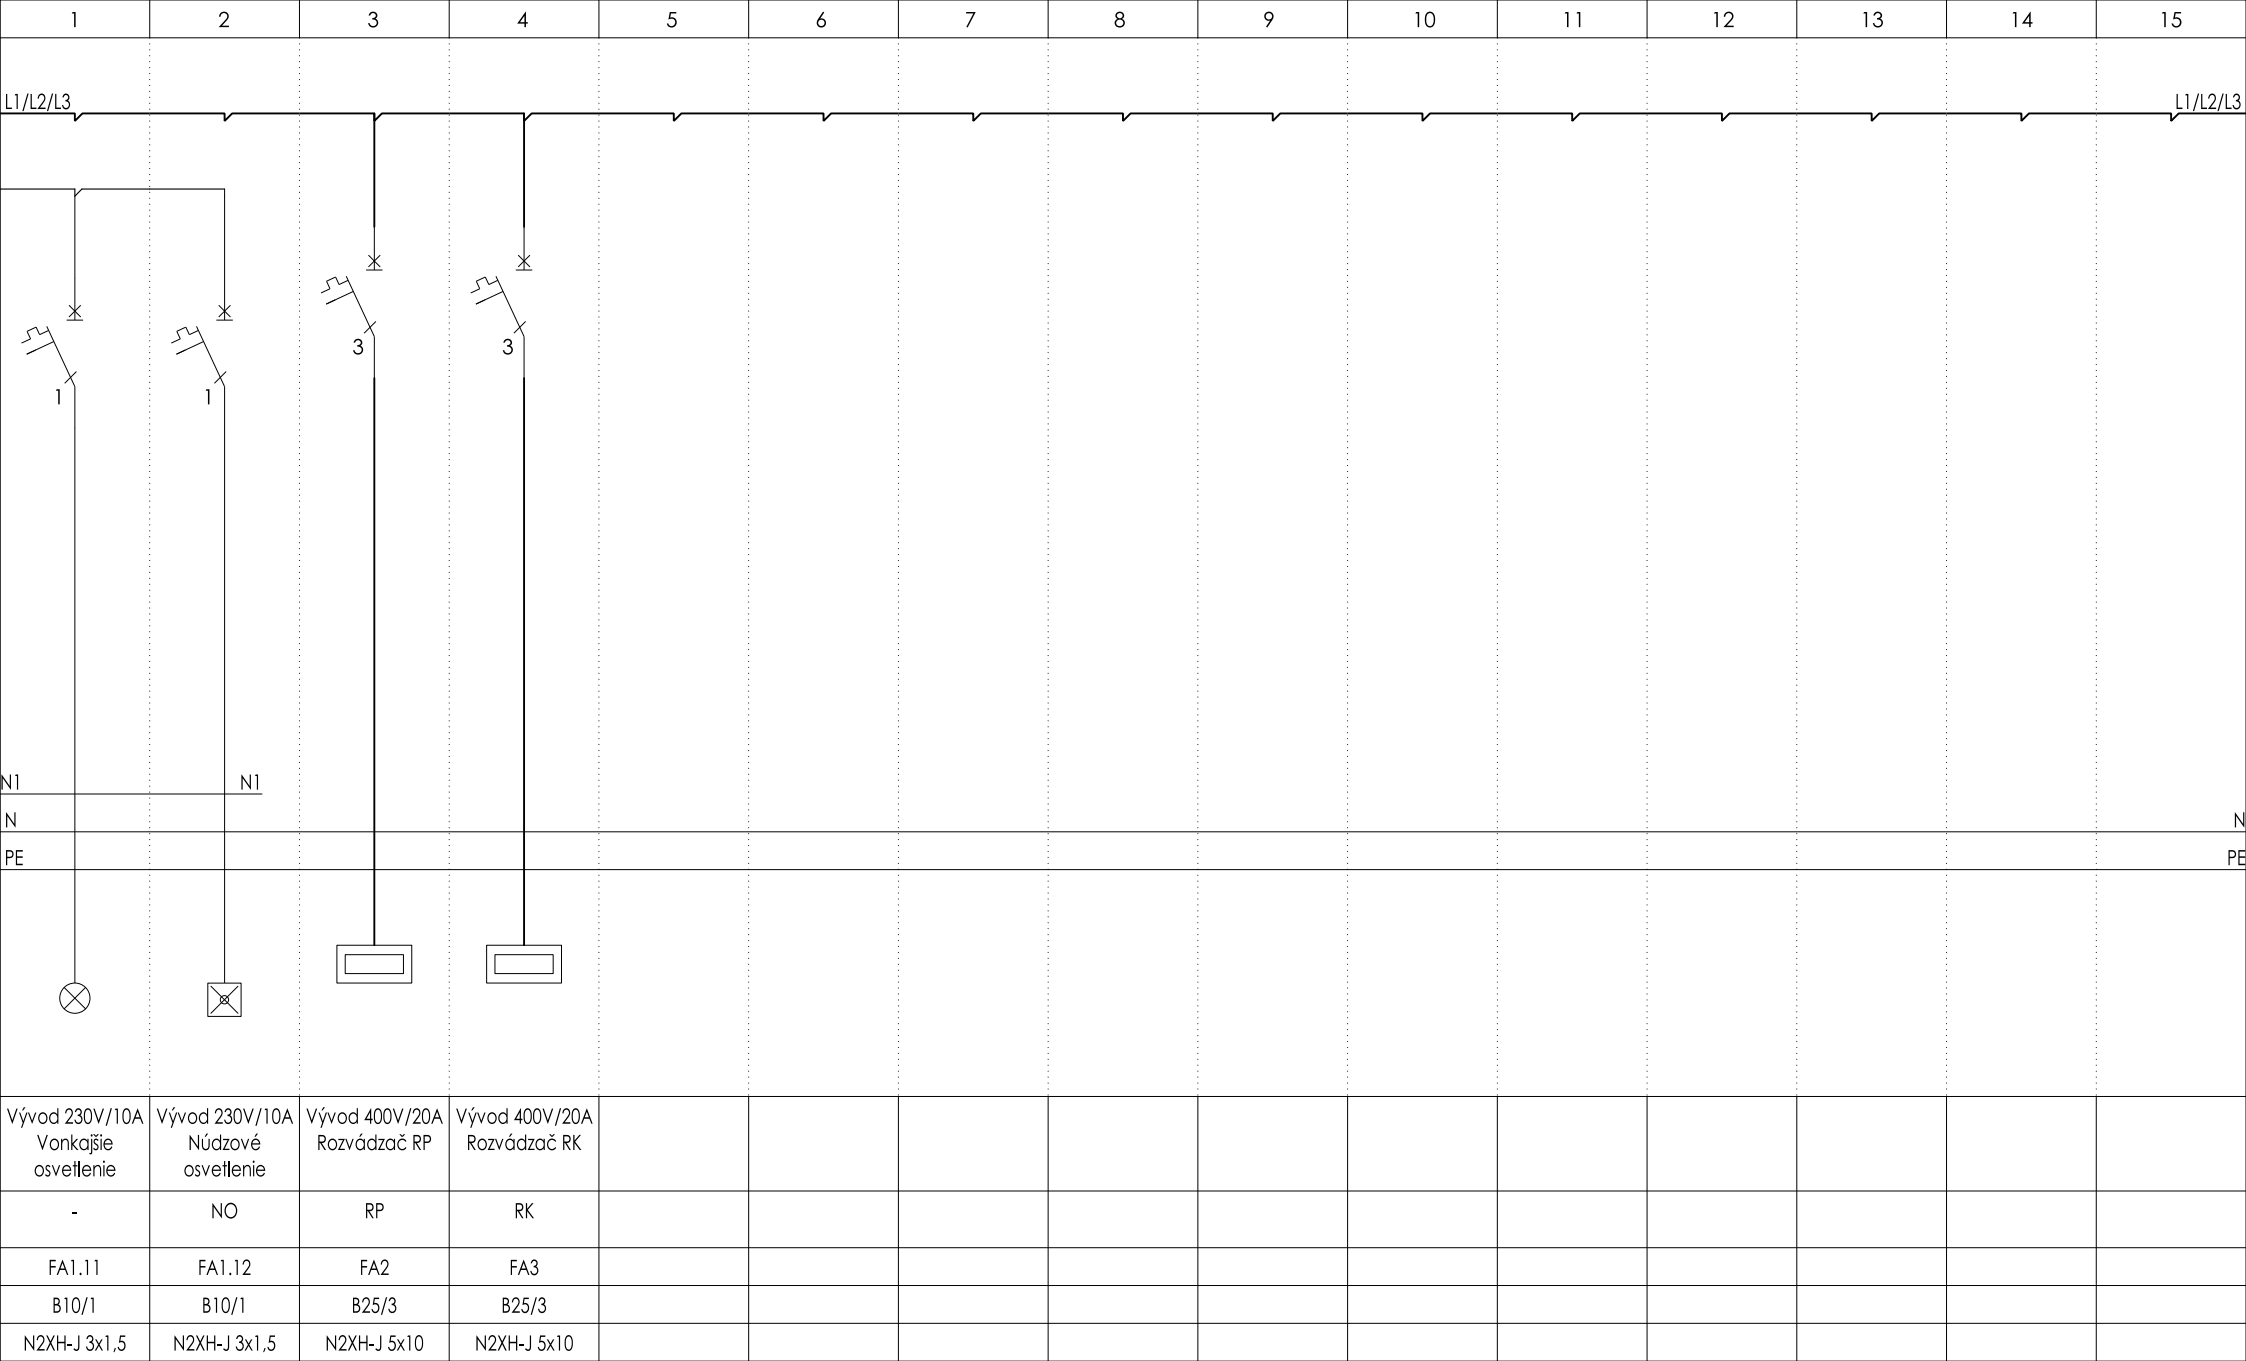 1 2 3 4 5 6 7 8 9 10 11 12 13 14 15
L1/L2/L3 L1/L2/L3
3 3
1 1
N1 N1
N N
PE PE
Vývod 230V/10A Vývod 230V/10A Vývod 400V/20A Vývod 400V/20A
Vonkajšie Núdzové Rozvádzač RP Rozvádzač RK
osvetlenie osvetlenie
- NO RP RK
FA1.11 FA1.12 FA2 FA3
B10/1 B10/1 B25/3 B25/3
N2XH-J 3x1,5 N2XH-J 3x1,5 N2XH-J 5x10 N2XH-J 5x10